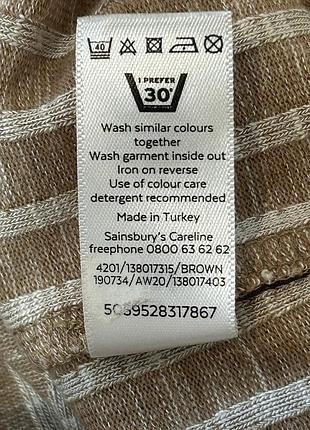 40
I PREFER
30°
Wash similar colours
together
Wash garment inside out
Iron on reverse
Use of colour care
detergent recommended
Made in Turkey
Sainsbury's Careline
freephone 0800 63 62 62
4201/138017315/BROWN
190734/AW20/138017403
5059528317867